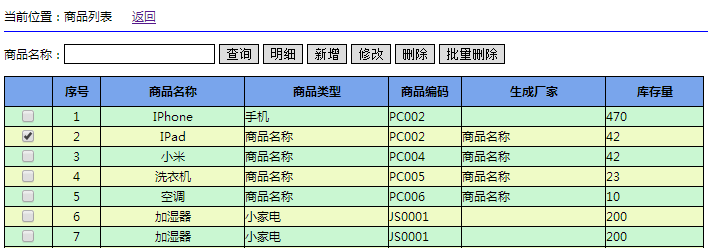 当前位置：商品列表 返回
商品名称： 查询 明细 新增 修改 删除 批量删除
序号 商品名称 商品类型 商品编码 生成厂家 库存量
1 IPhone 手机 PC002 470
2 IPad 商品名称 PC002 商品名称 42
3 小米 商品名称 PC004 商品名称 42
4 洗衣机 商品名称 PC005 商品名称 23
5 空调 商品名称 PC006 商品名称 10
6 加湿器 小家电 JS0001 200
7 加湿器 小家电 JS0001 200